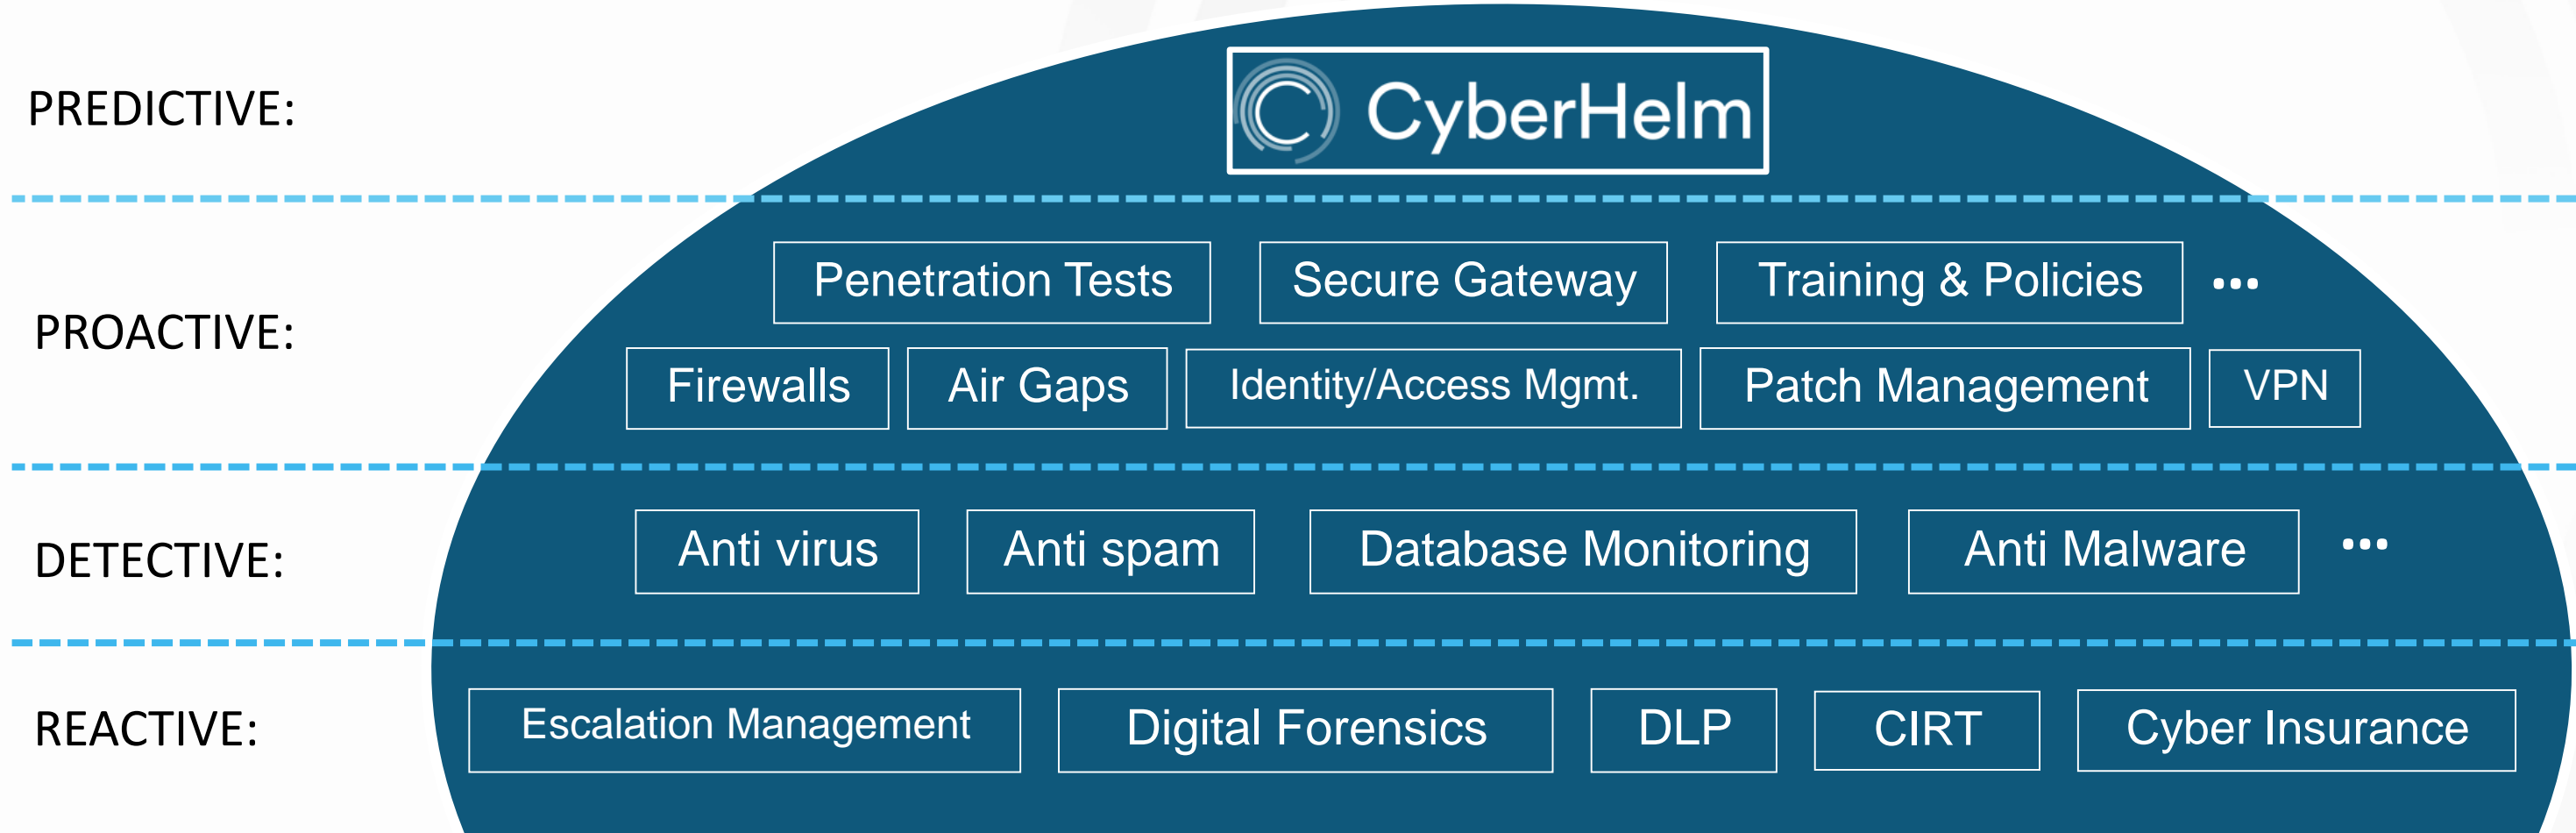 PREDICTIVE:
CyberHelm
PROACTIVE:
Penetration Tests Secure Gateway Training & Policies ...
Firewalls Air Gaps Identity/Access Mgmt. Patch Management VPN
DETECTIVE:
Anti virus Anti spam Database Monitoring Anti Malware ...
REACTIVE:
Escalation Management Digital Forensics DLP CIRT Cyber Insurance